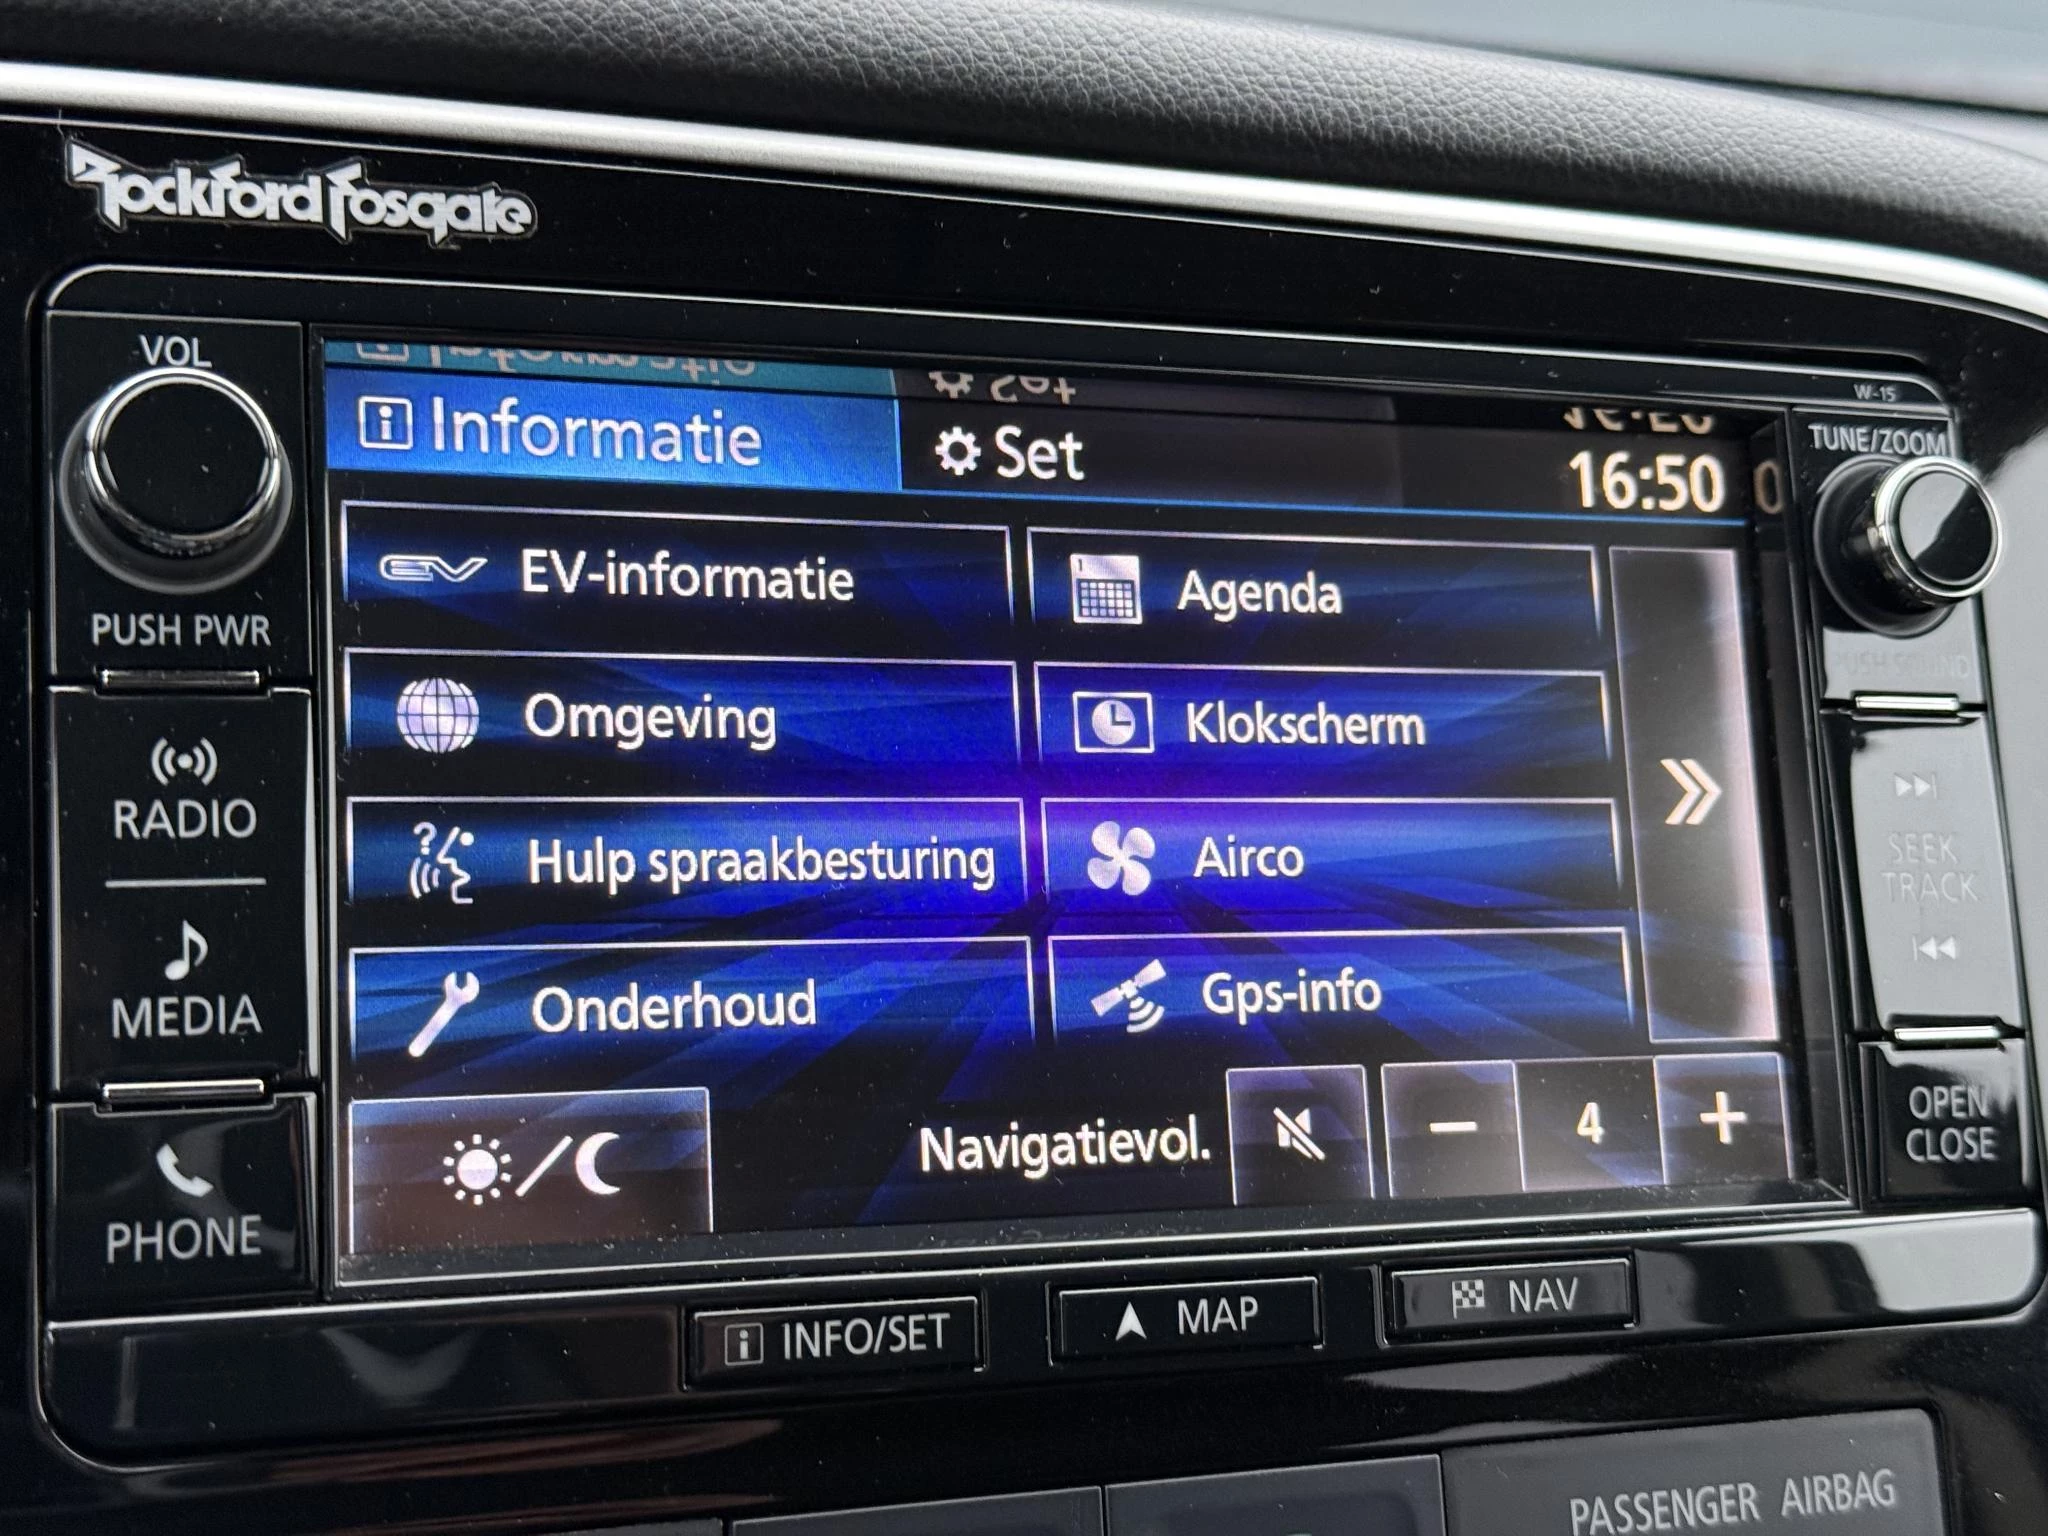 Rockford Fosgate
VOL
PUSH PWR
RADIO
MEDIA
PHONE
W-15
TUNE/ZOOM
PUSH SOUND
SEEK
TRACK
OPEN
CLOSE
Informatie
Set
16:50
EV-informatie
Agenda
Omgeving
Klokscherm
Hulp spraakbesturing
Airco
Onderhoud
Gps-info
Navigatievol.
4
INFO/SET
MAP
NAV
PASSENGER AIRBAG